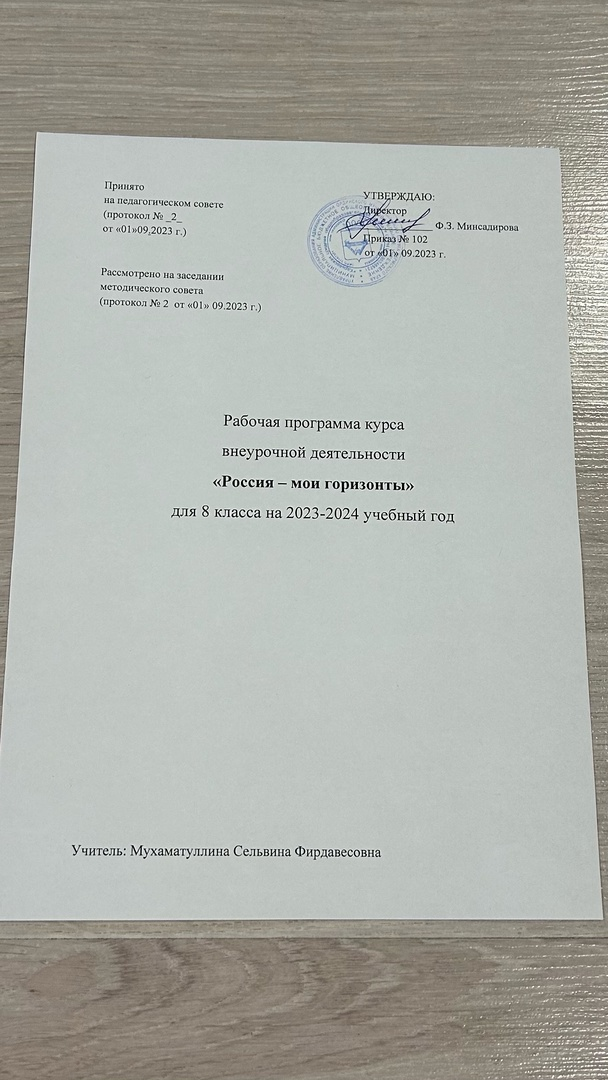 Принято
на педагогическом совете
(протокол № _2_
от «01»09,2023 г.)
Рассмотрено на заседании
методического совета
(протокол № 2 от «01» 09.2023 г.)
УТВЕРЖДАЮ:
Директор
Ф.З. Минсадирова
Приказ № 102
от «01» 09.2023 г.
Рабочая программа курса
внеурочной деятельности
«Россия – мои горизонты»
для 8 класса на 2023-2024 учебный год
Учитель: Мухаматуллина Сельвина Фирдавесовна